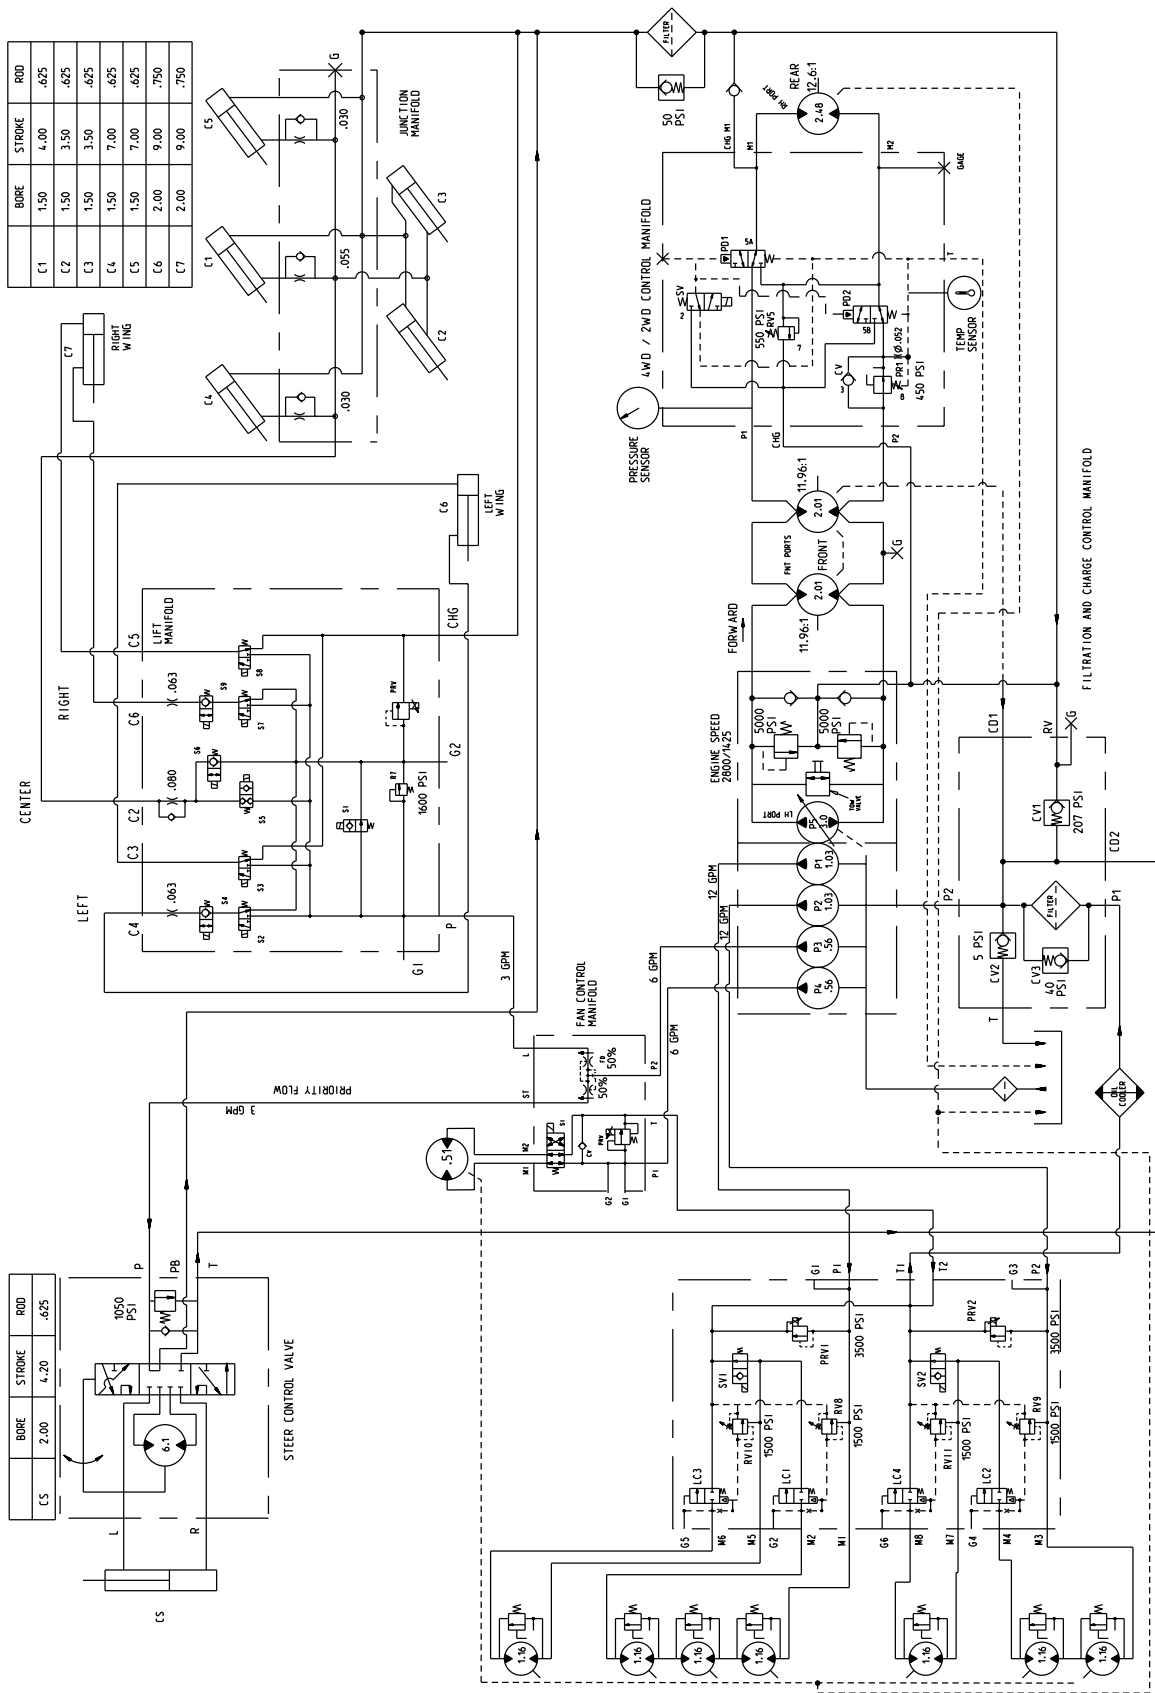 BORE STROKE ROD
C1 1.50 4.00 .625
C2 1.50 3.50 .625
C3 1.50 3.50 .625
C4 1.50 7.00 .625
C5 1.50 7.00 .625
C6 2.00 9.00 .750
C7 2.00 9.00 .750
C7
RIGHT
WING
C4
C1
C5
C2
C3
G
.030
.055
.030
JUNCTION
MANIFOLD
C6
LEFT
WING
RIGHT
CENTER
LEFT
C5
C6
C2
C3
C4
LIFT
MANIFOLD
.063
.080
.063
S9
S8
S7
S6
S5
S4
S3
S2
S1
PRV
R7
1600 PSI
CHG
G2
P
G1
3 GPM
FILTER
50
PSI
REAR
12.6:1
RH PORT
2.48
CHG M1
M1
M2
GAGE
4WD / 2WD CONTROL MANIFOLD
PD1
5A
SV
2
550 PSI
RV5
7
PD2
5B
CV
3
PR1
Ø.052
8
450 PSI
T
TEMP
SENSOR
PRESSURE
SENSOR
P1
CHG
P2
11.96:1
2.01
FNT PORTS
FRONT
2.01
11.96:1
G
FORWARD
ENGINE SPEED
2800/1425
5000
PSI
5000
PSI
TOW
VALVE
LH PORT
P5
3.0
P1
1.03
P2
1.03
P3
.56
P4
.56
12 GPM
12 GPM
6 GPM
6 GPM
FILTRATION AND CHARGE CONTROL MANIFOLD
CD1
RV
G
CV1
207 PSI
CD2
P2
P1
FILTER
5 PSI
CV2
CV3
40
PSI
T
OIL
COOLER
FAN CONTROL
MANIFOLD
L
ST
FD
50%
50%
P2
PRIORITY FLOW
3 GPM
.51
M2
M1
S1
CV
PRV
T
P1
G2
G1
BORE STROKE ROD
CS 2.00 4.20 .625
P
PB
T
1050
PSI
6.1
STEER CONTROL VALVE
L
R
CS
G1
P1
T1
T2
G3
P2
PRV1
3500 PSI
PRV2
3500 PSI
SV1
SV2
RV10
1500 PSI
RV8
1500 PSI
RV11
1500 PSI
RV9
1500 PSI
LC3
LC1
LC4
LC2
G5
M6
M5
G2
M2
M1
G6
M8
M7
G4
M4
M3
1.16
1.16
1.16
1.16
1.16
1.16
1.16